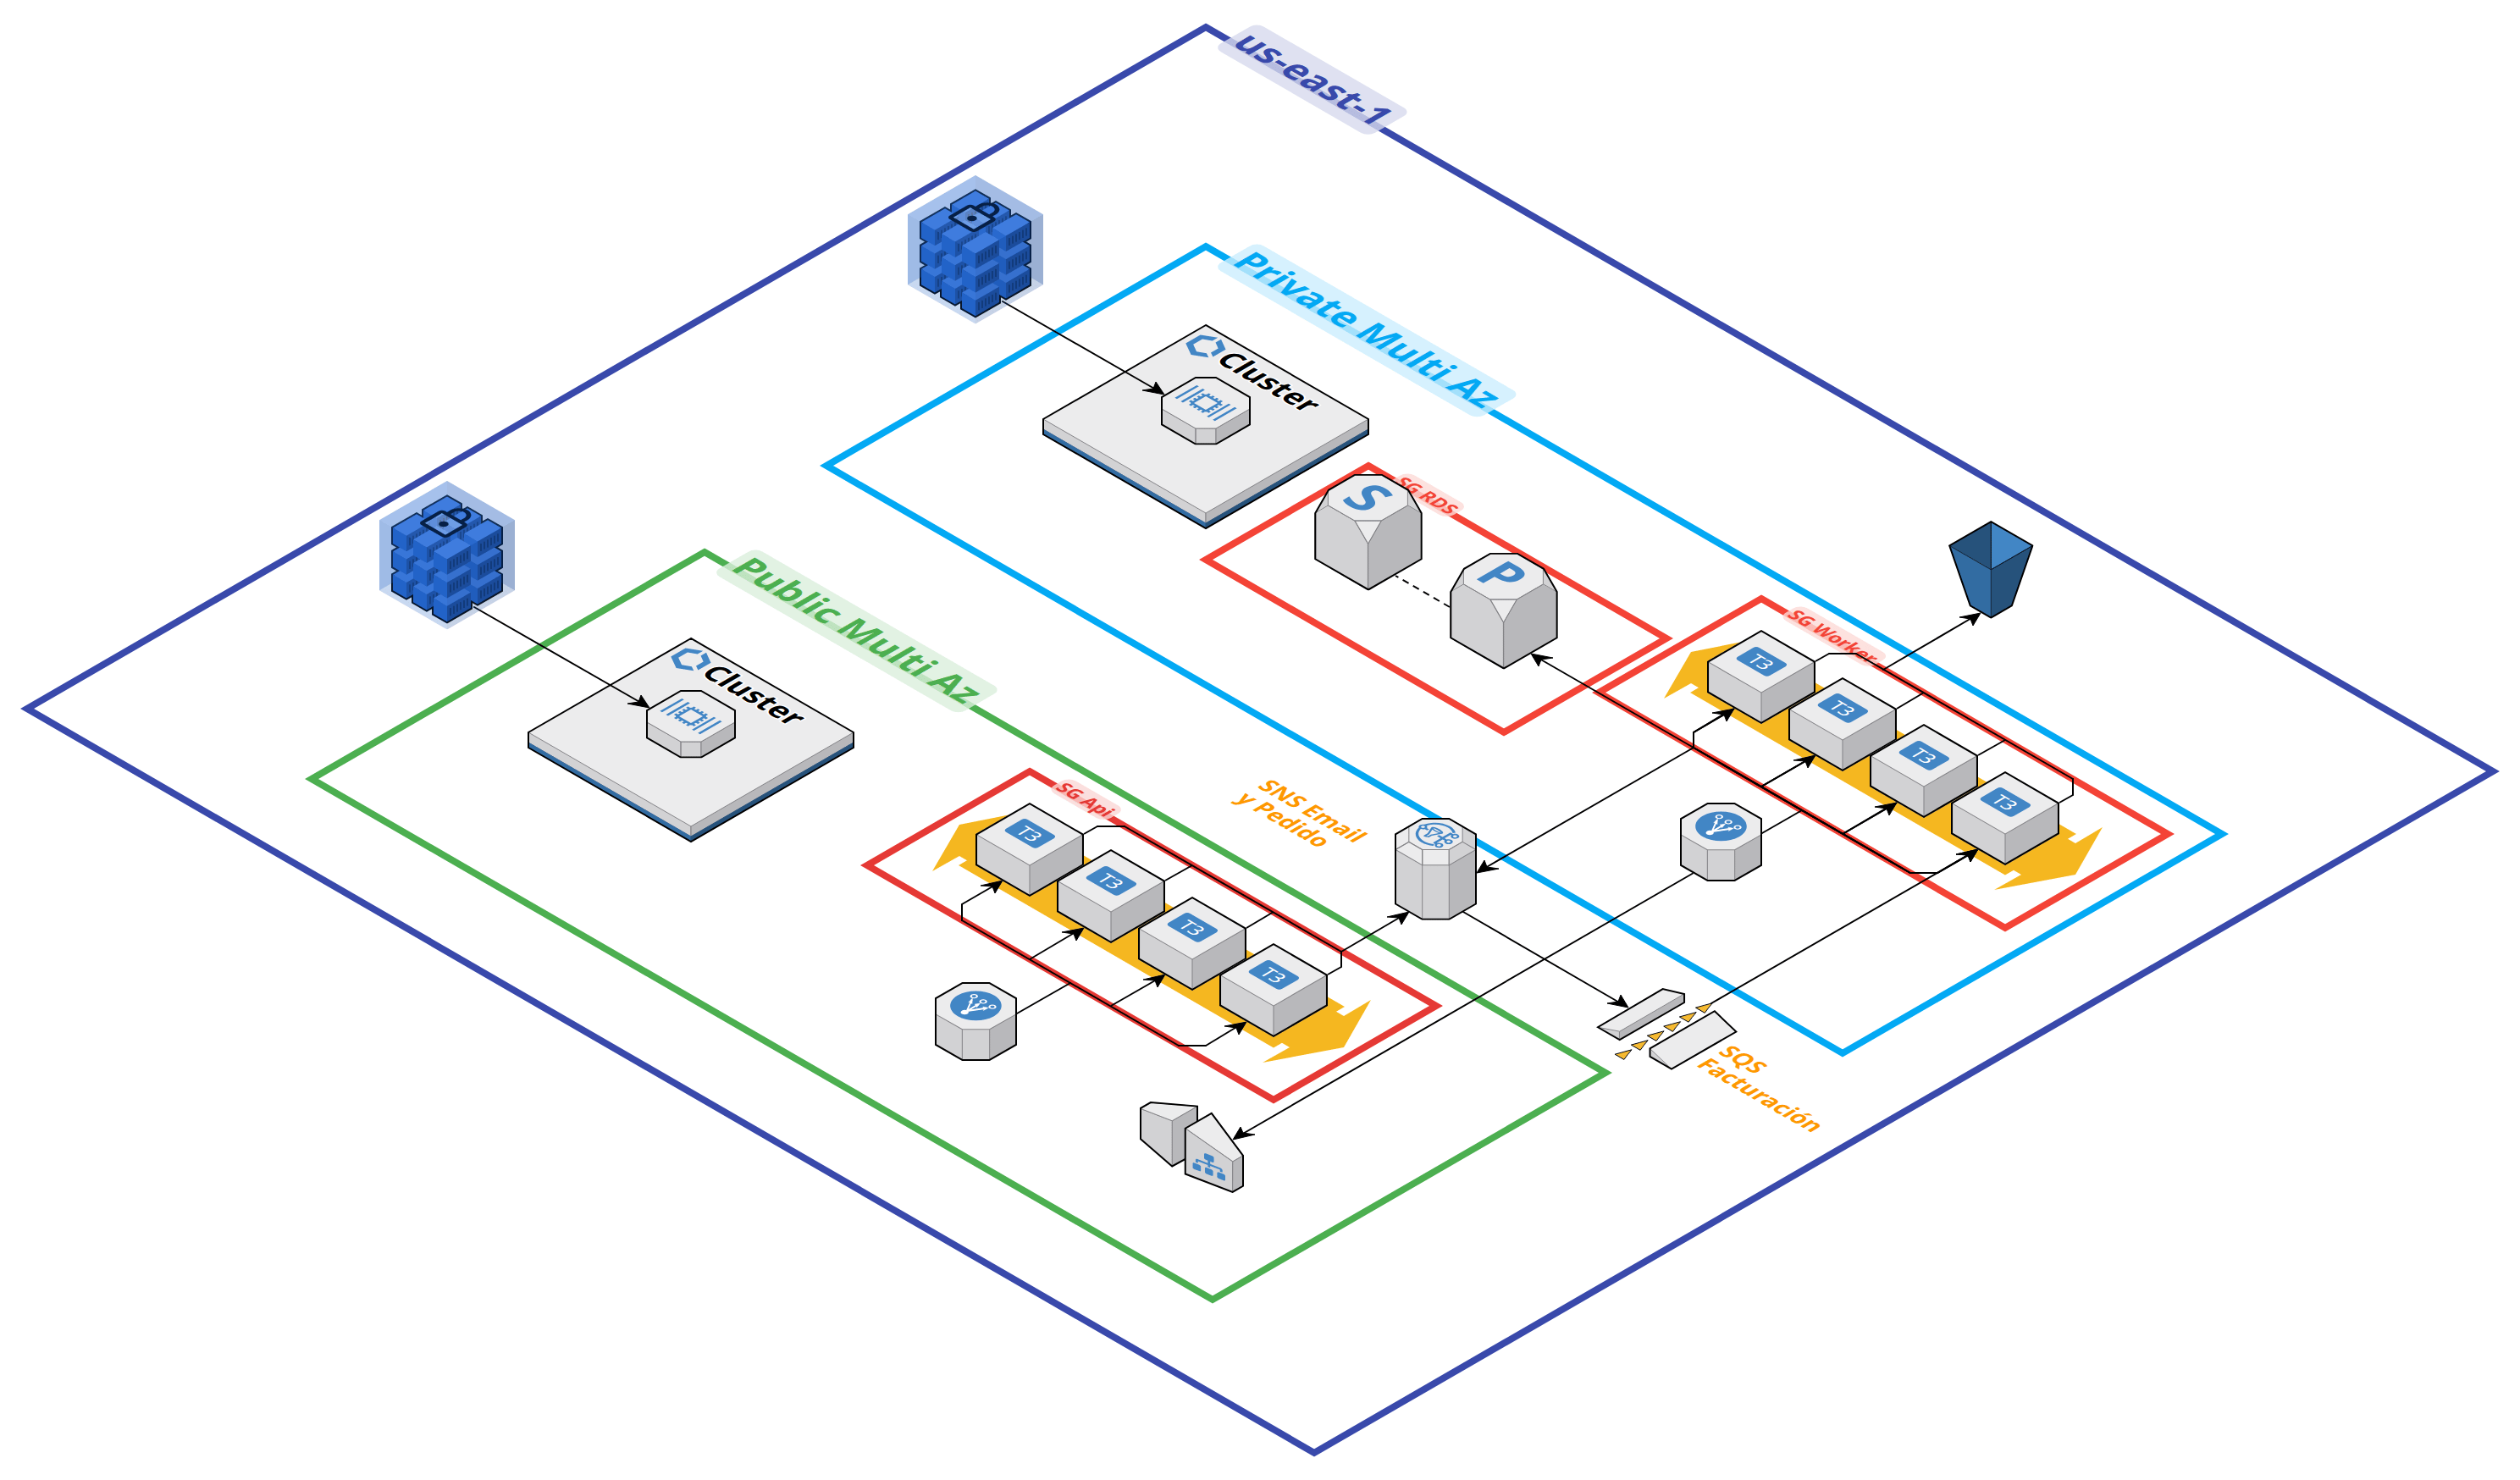 us-east-1
Private Multi Az
Cluster
SG RDS
S
P
Public Multi Az
Cluster
SG Worker
T3
T3
T3
T3
SG Api
T3
T3
T3
T3
SNS Email
y Pedido
SQS
Facturación